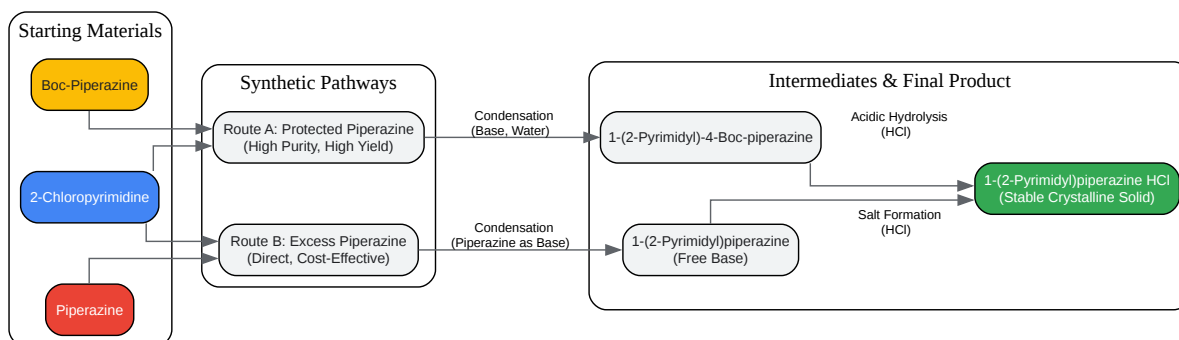 Starting Materials
Boc-Piperazine
2-Chloropyrimidine
Piperazine
Synthetic Pathways
Route A: Protected Piperazine
(High Purity, High Yield)
Route B: Excess Piperazine
(Direct, Cost-Effective)
Condensation
(Base, Water)
Condensation
(Piperazine as Base)
Intermediates & Final Product
1-(2-Pyrimidyl)-4-Boc-piperazine
1-(2-Pyrimidyl)piperazine
(Free Base)
Acidic Hydrolysis
(HCl)
Salt Formation
(HCl)
1-(2-Pyrimidyl)piperazine HCl
(Stable Crystalline Solid)